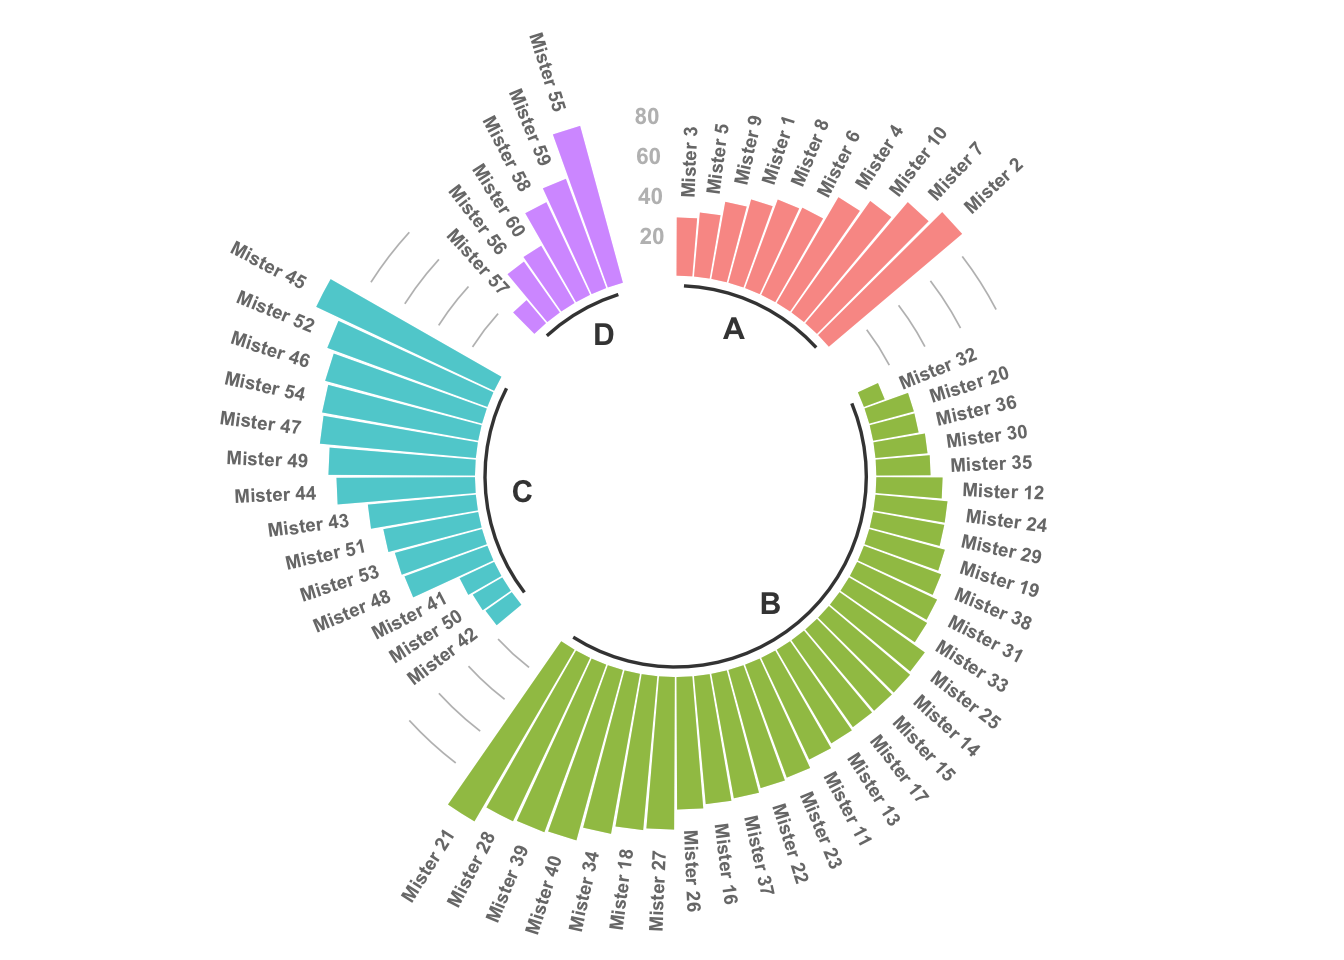 80
60
40
20
Mister 3
Mister 5
Mister 9
Mister 1
Mister 8
Mister 6
Mister 4
Mister 10
Mister 7
Mister 2
A
Mister 32
Mister 20
Mister 36
Mister 30
Mister 35
Mister 12
Mister 24
Mister 29
Mister 19
Mister 38
Mister 31
Mister 33
Mister 25
Mister 14
Mister 15
Mister 17
Mister 13
Mister 11
Mister 23
Mister 22
Mister 37
Mister 16
Mister 26
Mister 27
Mister 18
Mister 34
Mister 40
Mister 39
Mister 28
Mister 21
B
Mister 42
Mister 50
Mister 41
Mister 48
Mister 53
Mister 51
Mister 43
Mister 44
Mister 49
Mister 47
Mister 54
Mister 46
Mister 52
Mister 45
C
Mister 57
Mister 56
Mister 60
Mister 58
Mister 59
Mister 55
D